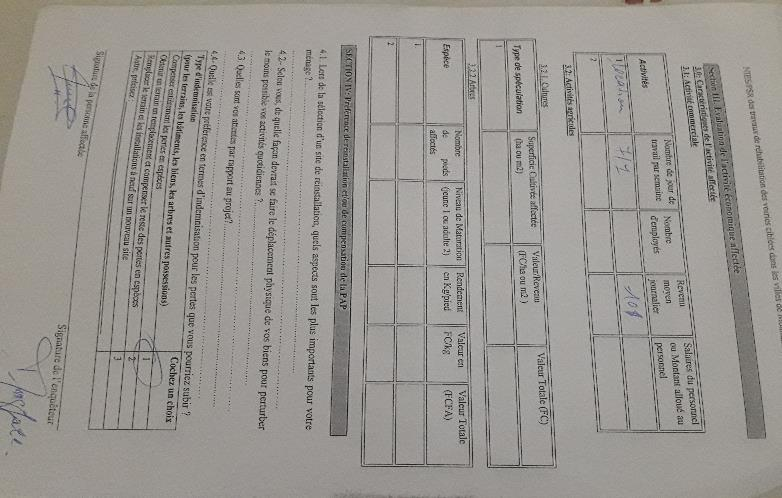 NIES/PSR des travaux de réhabilitation des voiries ciblées dans les villes de
Section III. Evaluation de l'activité économique affectée
3.0: Caractéristiques de l'activité affectée
3.1: Activité commerciale
Activités
Nombre de jour de travail par semaine
Nombre d'employés
Revenu moyen journalier
Salaires du personnel ou Montant alloué au personnel
1
7/7
10$
2
3.2: Activités agricoles
3.2.1 Cultures
Type de spéculation
Superficie Cultivée affectée (ha ou m2)
Valeur/Revenu (FC/ha ou m2 )
Valeur Totale (FC)
1
3.2.2 Arbres
Espèce
Nombre de pieds affectés
Niveau de Maturation (jeune 1 ou adulte 2)
Rendement en Kg/pied
Valeur en FC/kg
Valeur Totale (FCFA)
1.
2
SECTION IV: Préférence de réinstallation et/ou de compensation de la PAP
4.1. Lors de la sélection d'un site de réinstallation, quels aspects sont les plus importants pour votre
ménage ?
4.2- Selon vous, de quelle façon devrait se faire le déplacement physique de vos biens pour perturber
le moins possible vos activités quotidiennes ?
4.3 Quelles sont vos attentes par rapport au projet?
4.4- Quelle est votre préférence en termes d'indemnisation pour les pertes que vous pourriez subir ?
Type d'indemnisation
(pour les terrains, les bâtiments, les biens, les arbres et autres possessions)
Cochez un choix
Compenser entièrement les pertes en espèces
1
Obtenir un terrain en remplacement et compenser le reste des pertes en espèces
2
Remplacer le terrain et les installations à neuf sur un nouveau site
3
Autre, préciser :
Signature de la personne affectée
Signature de l'enquêteur